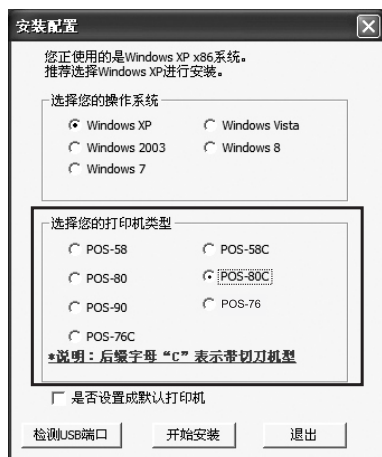 安装配置
您正使用的是Windows XP x86系统。
推荐选择Windows XP进行安装。
选择您的操作系统
Windows XP Windows Vista
Windows 2003 Windows 8
Windows 7
选择您的打印机类型
POS-58 POS-58C
POS-80 POS-80C
POS-90 POS-76
POS-76C
*说明：后缀字母“C”表示带切刀机型
是否设置成默认打印机
检测USB端口 开始安装 退出